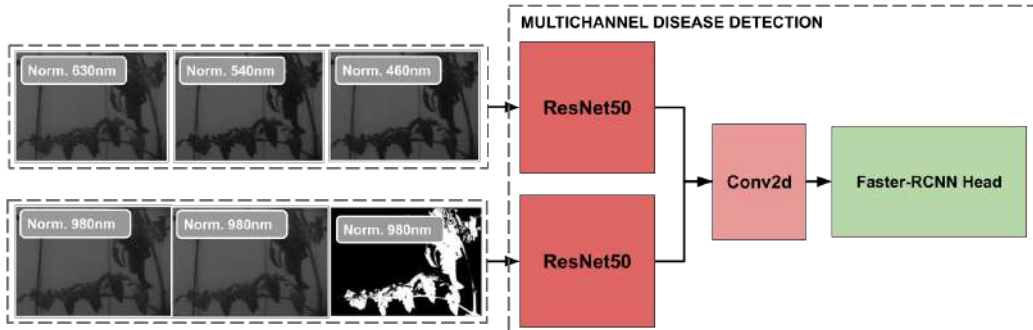 MULTICHANNEL DISEASE DETECTION
Norm. 630nm
Norm. 540nm
Norm. 460nm
ResNet50
Conv2d
Faster-RCNN Head
Norm. 980nm
Norm. 980nm
Norm. 980nm
ResNet50